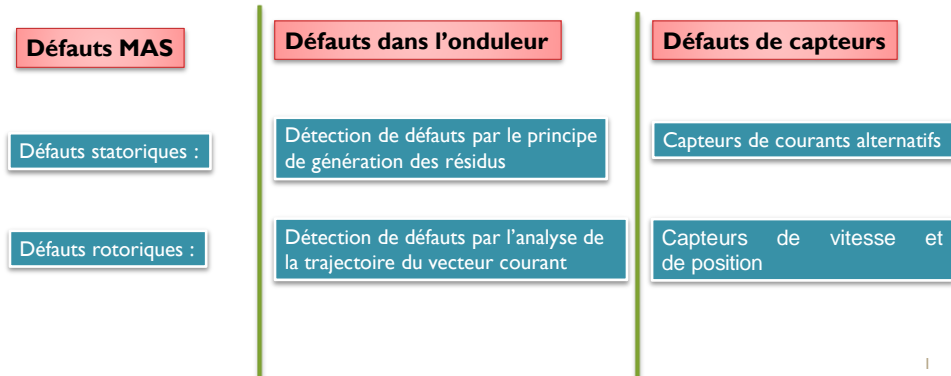 Défauts MAS
Défauts statoriques :
Défauts rotoriques :
Défauts dans l’onduleur
Détection de défauts par le principe
de génération des résidus
Détection de défauts par l’analyse de
la trajectoire du vecteur courant
Défauts de capteurs
Capteurs de courants alternatifs
Capteurs de vitesse et
de position
1